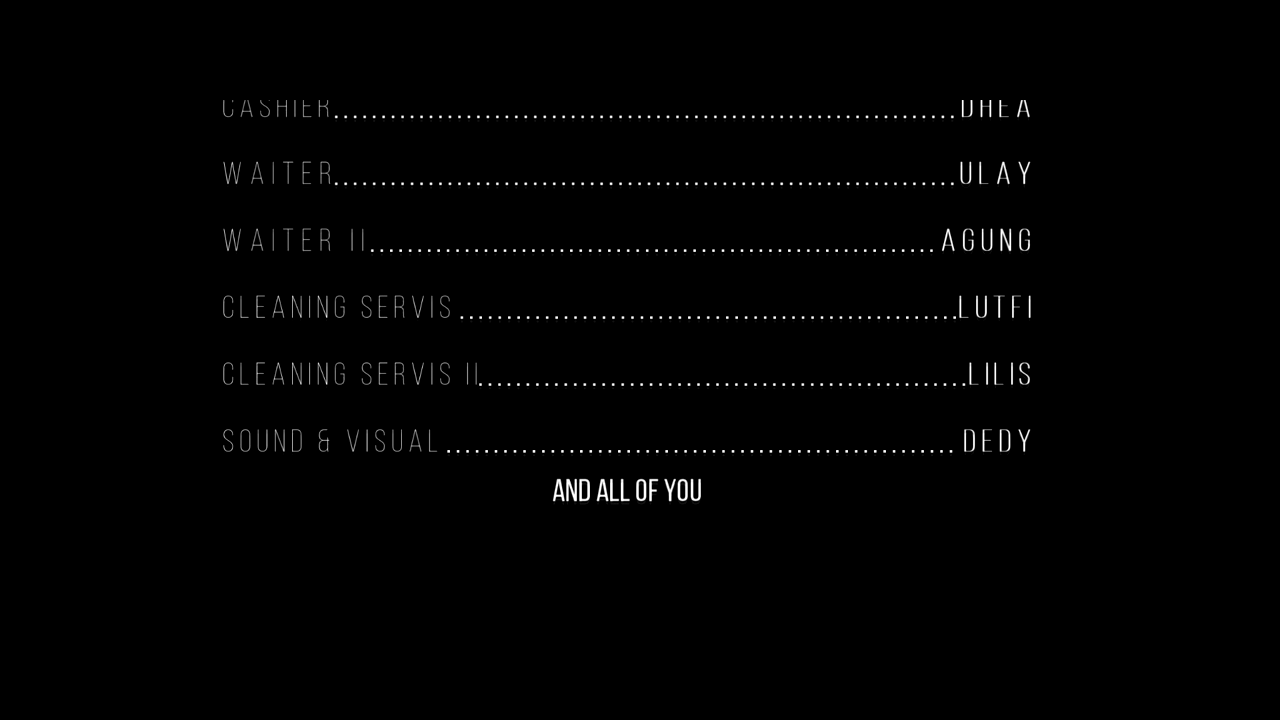 CASHIER......................................................DHEA
WAITER......................................................ULAY
WAITER II.................................................AGUNG
CLEANING SERVIS ...........................................LUTFI
CLEANING SERVIS II..........................................LILIS
SOUND & VISUAL ............................................ DEDY
AND ALL OF YOU